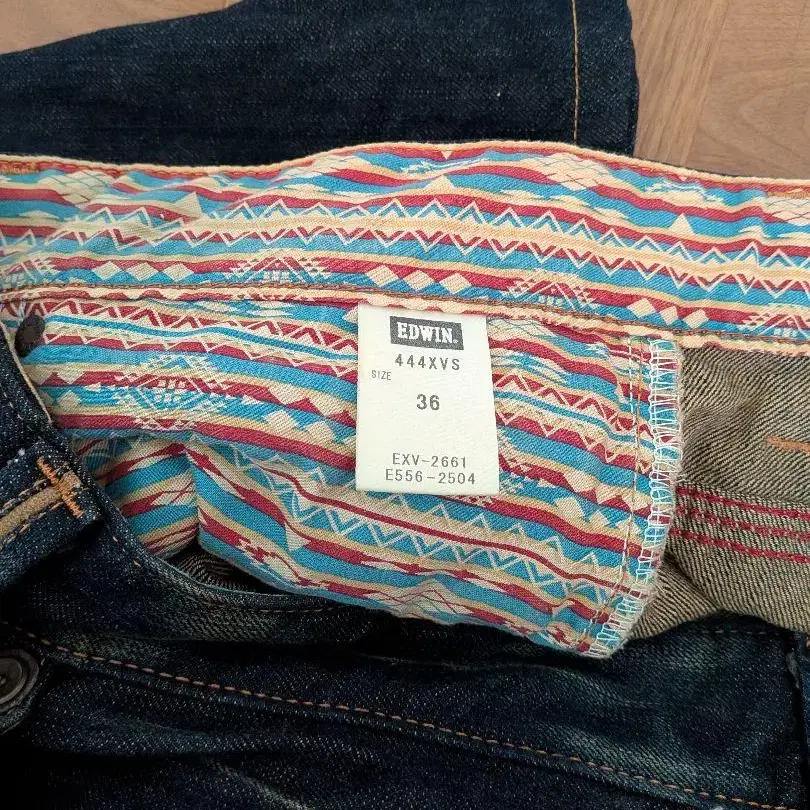 EDWIN.
444XVS
SIZE
36
EXV-2661
E556-2504